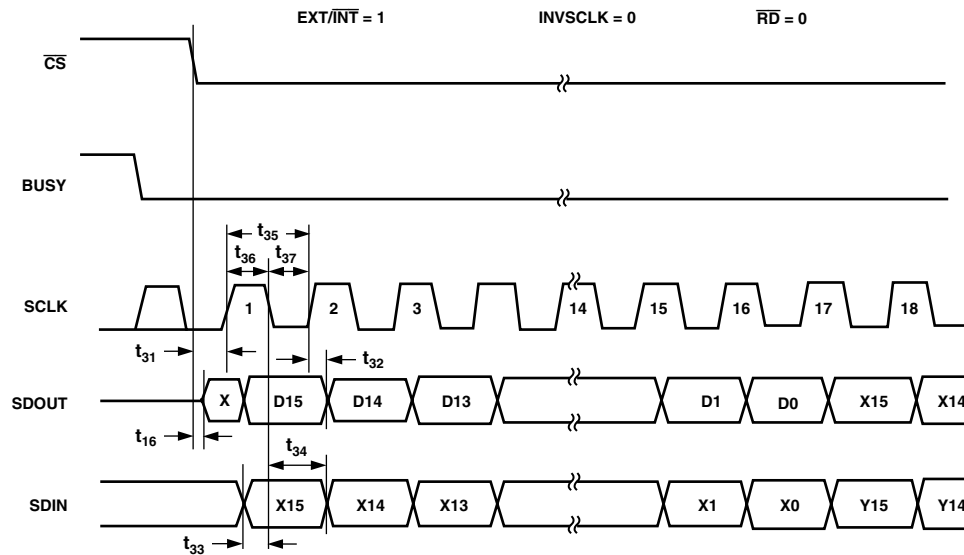 EXT/INT = 1 INVSCLK = 0 RD = 0
CS
BUSY
t35
t36 t37
SCLK 1 2 3 14 15 16 17 18
t31
t32
SDOUT X D15 D14 D13 D1 D0 X15 X14
t16
t34
SDIN X15 X14 X13 X1 X0 Y15 Y14
t33